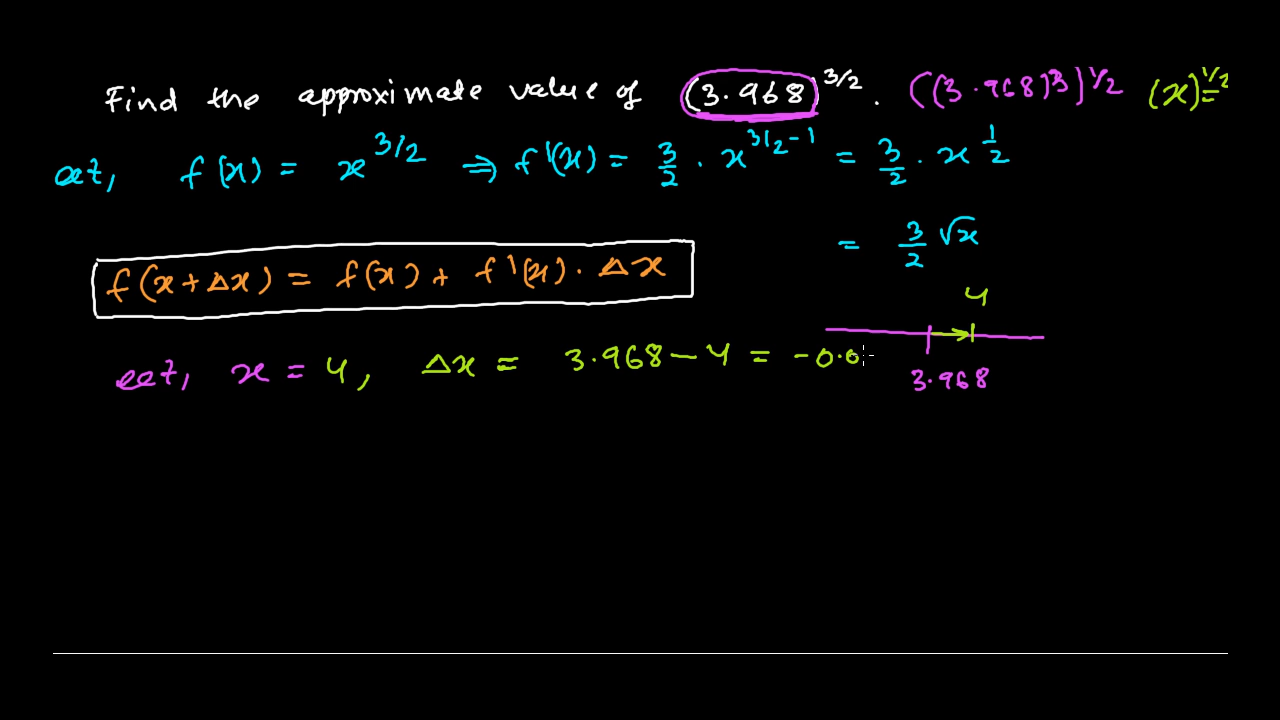 Find the approximate value of (3.968)^3/2. ((3.968)^3)^1/2 (x)^1/2=
Let, f(x) = x^3/2 ⇒ f'(x) = 3/2 · x^3/2-1 = 3/2 · x^1/2
= 3/2 √x
f(x+Δx) = f(x) + f'(x) · Δx
4
Let, x = 4, Δx = 3.968 - 4 = -0.0
3.968